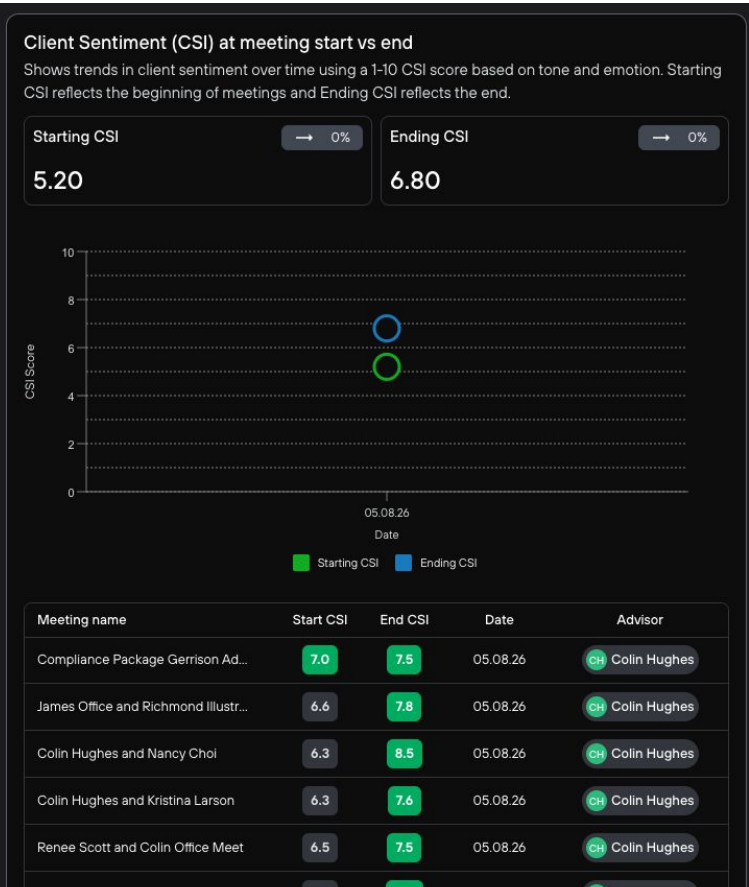 Client Sentiment (CSI) at meeting start vs end
Shows trends in client sentiment over time using a 1-10 CSI score based on tone and emotion. Starting
CSI reflects the beginning of meetings and Ending CSI reflects the end.
Starting CSI → 0%
5.20
Ending CSI → 0%
6.80
10
8
6
4
2
0
CSI Score
05.08.26
Date
Starting CSI Ending CSI
Meeting name Start CSI End CSI Date Advisor
Compliance Package Gerrison Ad... 7.0 7.5 05.08.26 CH Colin Hughes
James Office and Richmond Illustr... 6.6 7.8 05.08.26 CH Colin Hughes
Colin Hughes and Nancy Choi 6.3 8.5 05.08.26 CH Colin Hughes
Colin Hughes and Kristina Larson 6.3 7.6 05.08.26 CH Colin Hughes
Renee Scott and Colin Office Meet 6.5 7.5 05.08.26 CH Colin Hughes